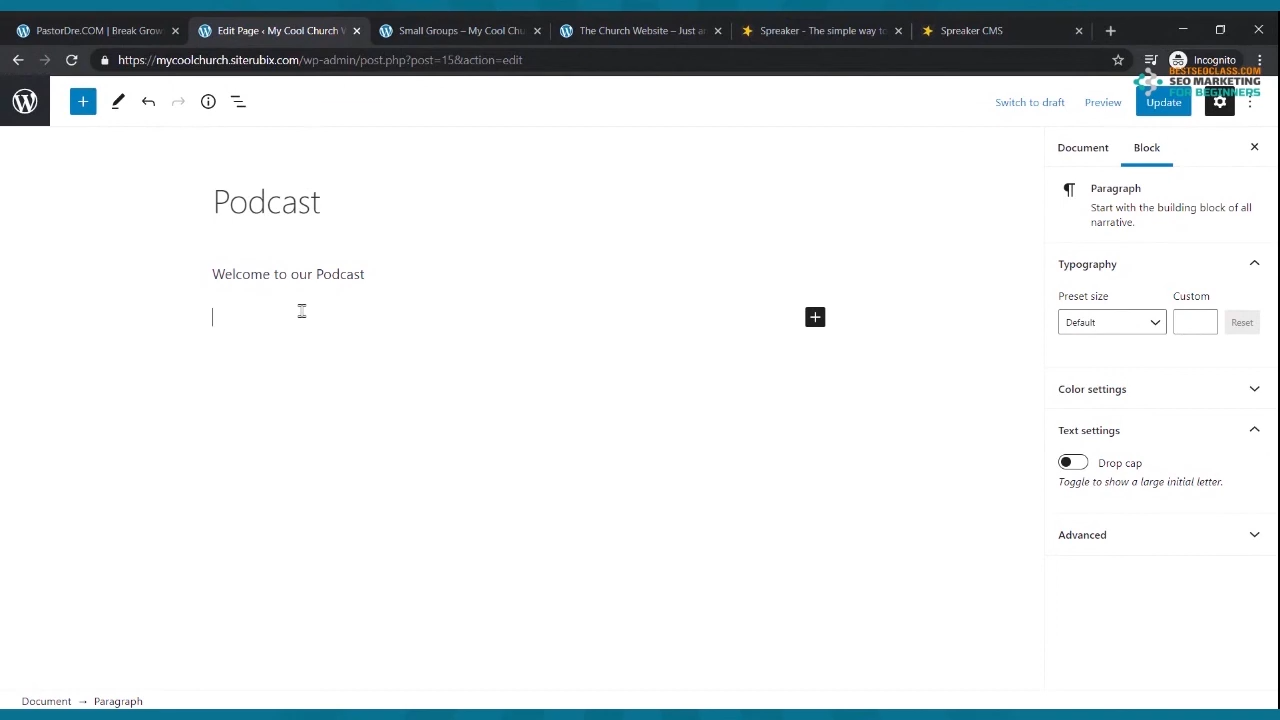 PastorDre.COM | Break Grow
Edit Page ‹ My Cool Church W
Small Groups – My Cool Chu
The Church Website – Just an
Spreaker - The simple way to
Spreaker CMS
https://mycoolchurch.siterubix.com/wp-admin/post.php?post=15&action=edit
Incognito
BESTSEOCLASS.COM
SEO MARKETING
FOR BEGINNERS
Switch to draft
Preview
Update
Document
Block
Paragraph
Start with the building block of all
narrative.
Podcast
Welcome to our Podcast
Typography
Preset size
Custom
Default
Reset
Color settings
Text settings
Drop cap
Toggle to show a large initial letter.
Advanced
Document → Paragraph